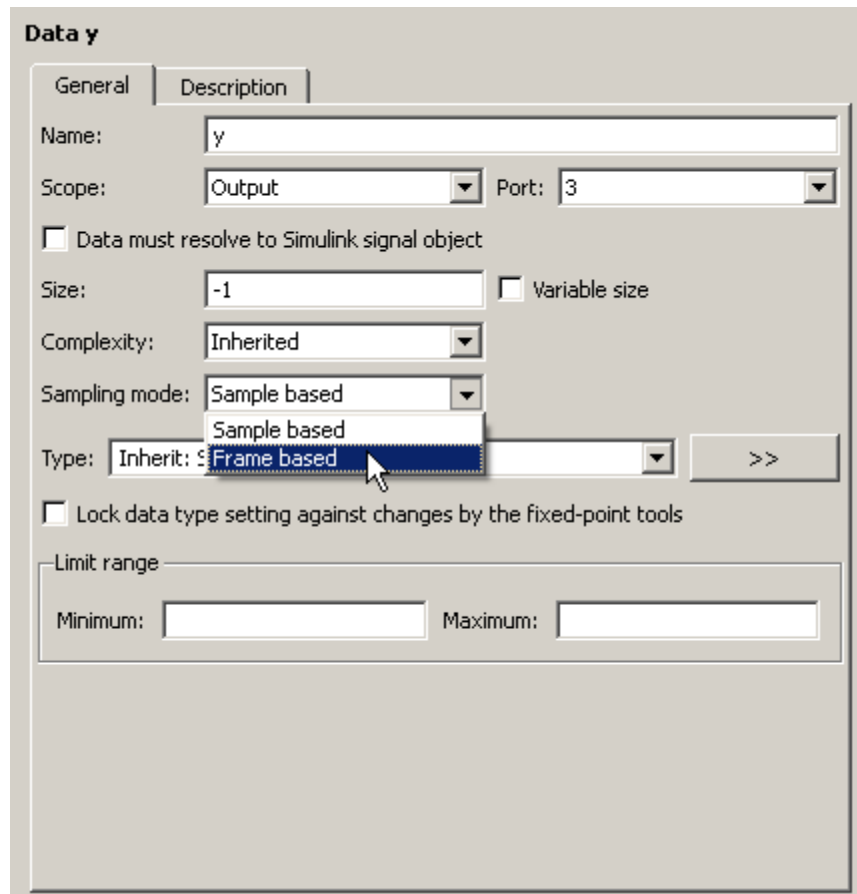 Data y
General Description
Name: y
Scope: Output Port: 3
Data must resolve to Simulink signal object
Size: -1 Variable size
Complexity: Inherited
Sampling mode: Sample based
Sample based
Type: Inherit: S Frame based >>
Lock data type setting against changes by the fixed-point tools
Limit range
Minimum: Maximum: